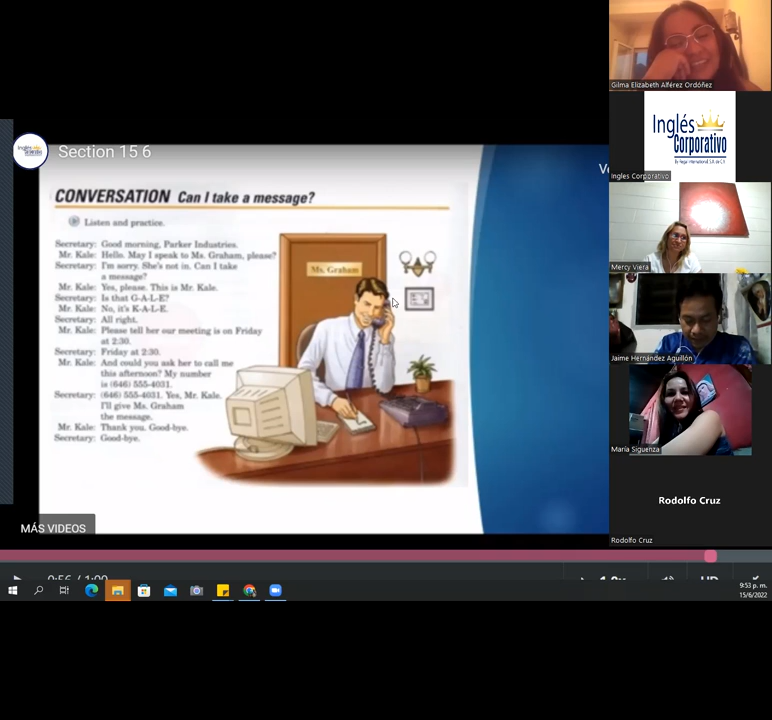 Section 15 6
CONVERSATION Can I take a message?
Listen and practice.
Secretary: Good morning, Parker Industries.
Mr. Kale: Hello. May I speak to Ms. Graham, please?
Secretary: I'm sorry. She's not in. Can I take
a message?
Mr. Kale: Yes, please. This is Mr. Kale.
Secretary: Is that G-A-L-E?
Mr. Kale: No, it's K-A-L-E.
Secretary: All right.
Mr. Kale: Please tell her our meeting is on Friday
at 2:30.
Secretary: Friday at 2:30.
Mr. Kale: And could you ask her to call me
this afternoon? My number
is (646) 555-4031.
Secretary: (646) 555-4031. Yes, Mr. Kale.
I'll give Ms. Graham
the message.
Mr. Kale: Thank you. Good-bye.
Secretary: Good-bye.
Ms. Graham
MÁS VIDEOS
Gilma Elizabeth Alférez Ordóñez
Inglés
Corporativo
Ingles Corporativo
Mercy Viera
Jaime Hernández Aguillón
María Siguenza
Rodolfo Cruz
Rodolfo Cruz
0:56 / 1:00
HD
9:53 p. m.
15/6/2022